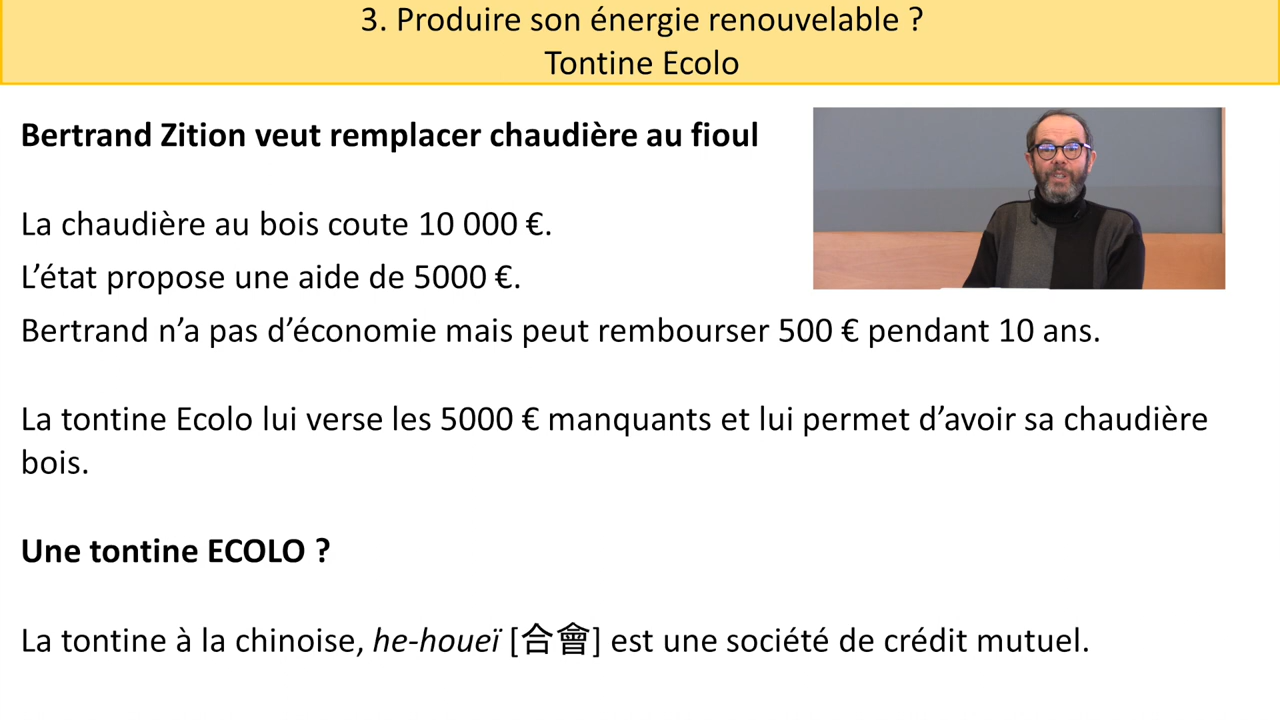 3. Produire son énergie renouvelable ?
Tontine Ecolo
Bertrand Zition veut remplacer chaudière au fioul
La chaudière au bois coute 10 000 €.
L’état propose une aide de 5000 €.
Bertrand n’a pas d’économie mais peut rembourser 500 € pendant 10 ans.
La tontine Ecolo lui verse les 5000 € manquants et lui permet d’avoir sa chaudière
bois.
Une tontine ECOLO ?
La tontine à la chinoise, he-houeï [合會] est une société de crédit mutuel.